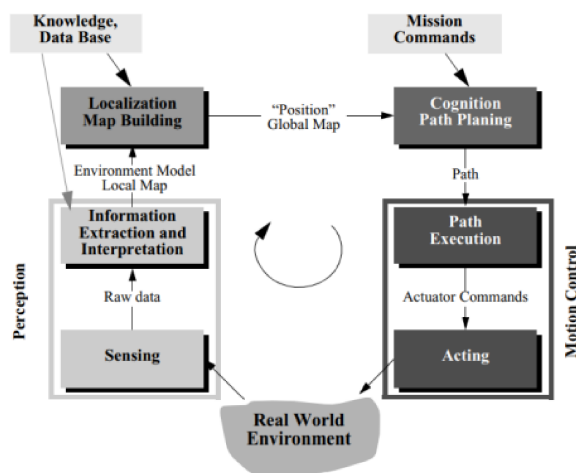 Knowledge,
Data Base
Mission
Commands
Localization
Map Building
"Position"
Global Map
Cognition
Path Planing
Environment Model
Local Map
Path
Information
Extraction and
Interpretation
Path
Execution
Perception
Raw data
Actuator Commands
Motion Control
Sensing
Acting
Real World
Environment